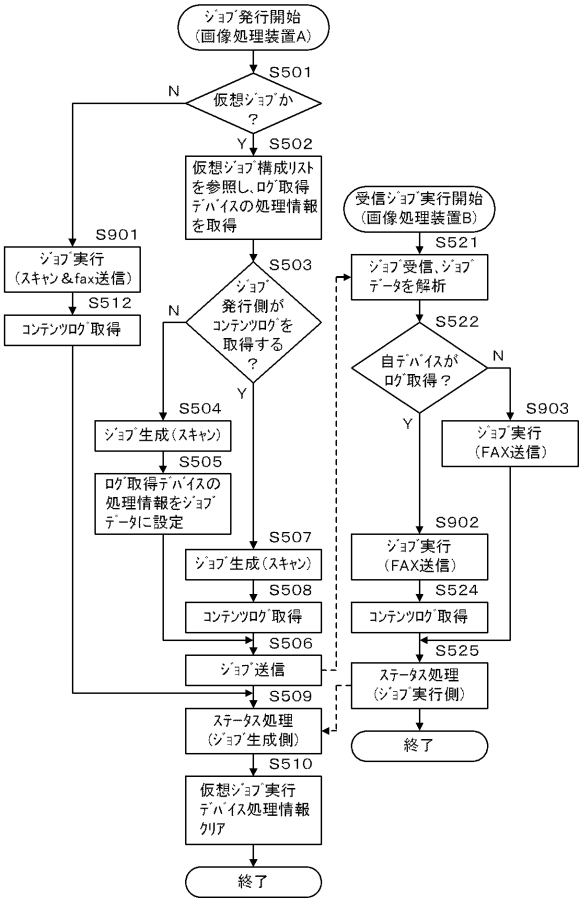 ジョブ発行開始
(画像処理装置A)
S501
仮想ジョブか
?
N
Y
S502
仮想ジョブ構成リスト
を参照し、ログ取得
デバイスの処理情報
を取得
S901
ジョブ実行
(スキャン&fax送信)
S512
コンテンツログ取得
S503
ジョブ
発行側が
コンテンツログを
取得する
?
N
Y
S504
ジョブ生成(スキャン)
S505
ログ取得デバイスの
処理情報をジョブ
データに設定
S507
ジョブ生成(スキャン)
S508
コンテンツログ取得
S506
ジョブ送信
S509
ステータス処理
(ジョブ生成側)
S510
仮想ジョブ実行
デバイス処理情報
クリア
終了
受信ジョブ実行開始
(画像処理装置B)
S521
ジョブ受信、ジョブ
データを解析
S522
自デバイスが
ログ取得?
N
Y
S903
ジョブ実行
(FAX送信)
S902
ジョブ実行
(FAX送信)
S524
コンテンツログ取得
S525
ステータス処理
(ジョブ実行側)
終了